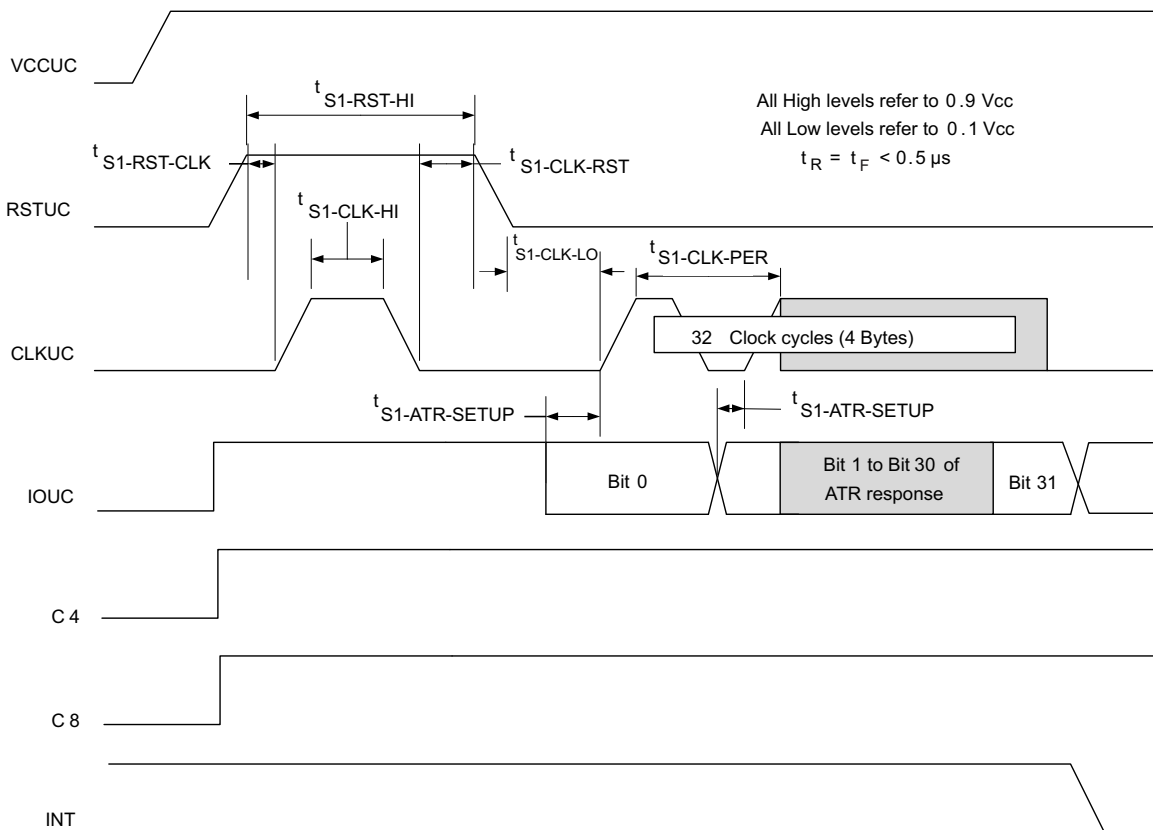 VCCUC
t S1-RST-HI
All High levels refer to 0.9 Vcc
All Low levels refer to 0.1 Vcc
t R = t F < 0.5 µs
t S1-RST-CLK
t S1-CLK-RST
RSTUC
t S1-CLK-HI
t S1-CLK-LO
t S1-CLK-PER
CLKUC
32 Clock cycles (4 Bytes)
t S1-ATR-SETUP
t S1-ATR-SETUP
IOUC
Bit 0
Bit 1 to Bit 30 of
ATR response
Bit 31
C 4
C 8
INT